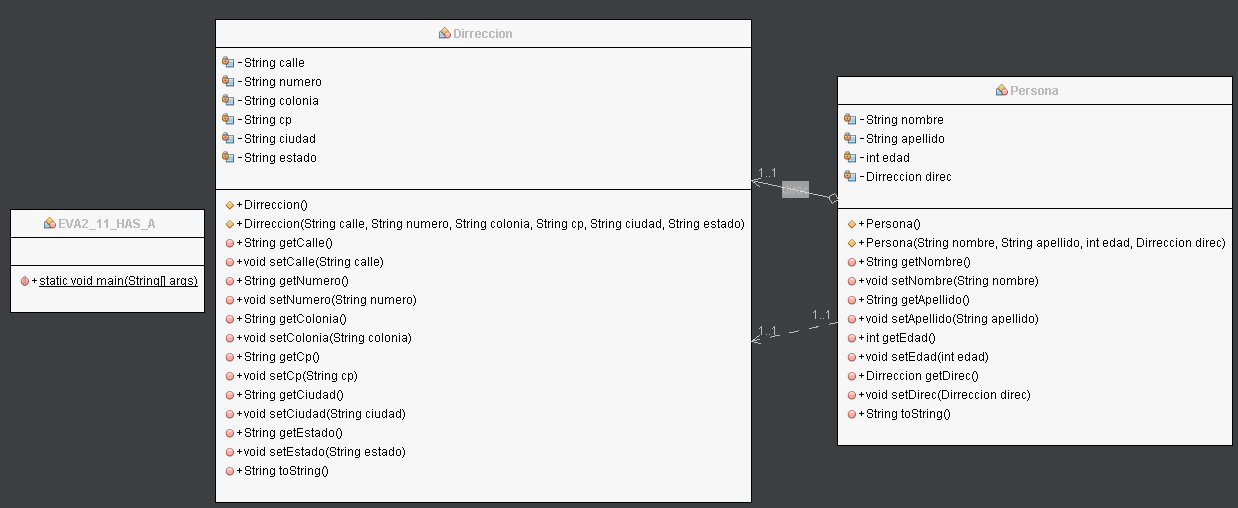 EVA2_11_HAS_A
+static void main(String[] args)
Dirreccion
-String calle
-String numero
-String colonia
-String cp
-String ciudad
-String estado
+Dirreccion()
+Dirreccion(String calle, String numero, String colonia, String cp, String ciudad, String estado)
+String getCalle()
+void setCalle(String calle)
+String getNumero()
+void setNumero(String numero)
+String getColonia()
+void setColonia(String colonia)
+String getCp()
+void setCp(String cp)
+String getCiudad()
+void setCiudad(String ciudad)
+String getEstado()
+void setEstado(String estado)
+String toString()
1..1
1..1
1..1
Persona
-String nombre
-String apellido
-int edad
-Dirreccion direc
+Persona()
+Persona(String nombre, String apellido, int edad, Dirreccion direc)
+String getNombre()
+void setNombre(String nombre)
+String getApellido()
+void setApellido(String apellido)
+int getEdad()
+void setEdad(int edad)
+Dirreccion getDirec()
+void setDirec(Dirreccion direc)
+String toString()